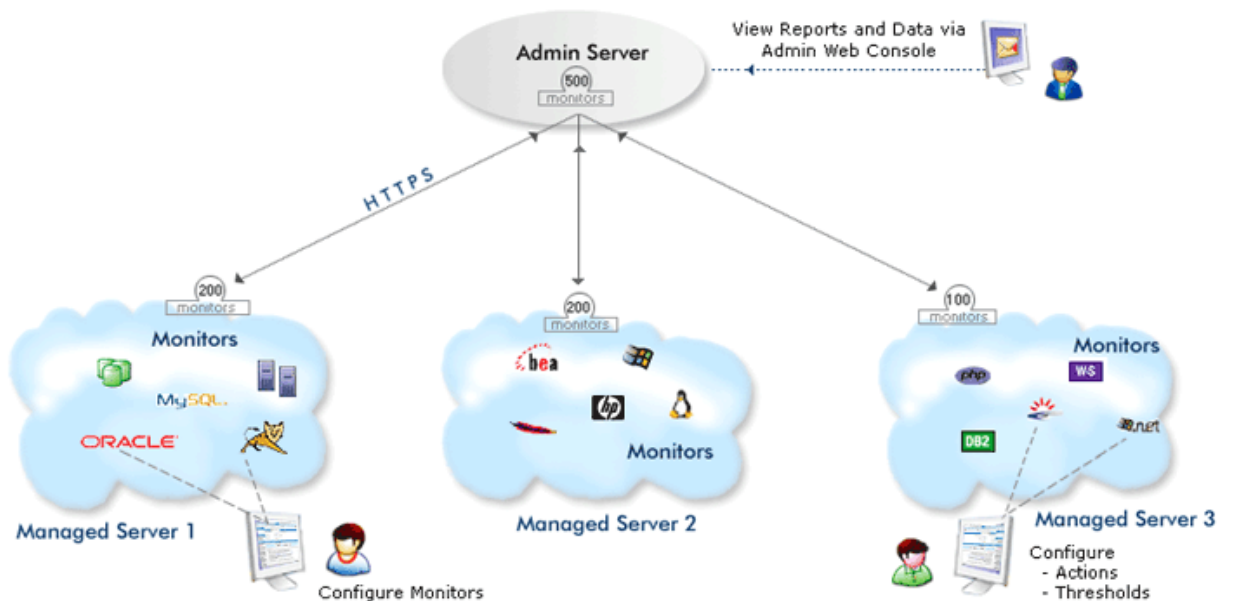 View Reports and Data via
Admin Web Console
Admin Server
500
monitors
HTTPS
200
monitors
Monitors
MySQL.
ORACLE
Managed Server 1
Configure Monitors
200
monitors
bea
hp
Monitors
Managed Server 2
100
monitors
Monitors
php
WS
DB2
.net
Managed Server 3
Configure
- Actions
- Thresholds